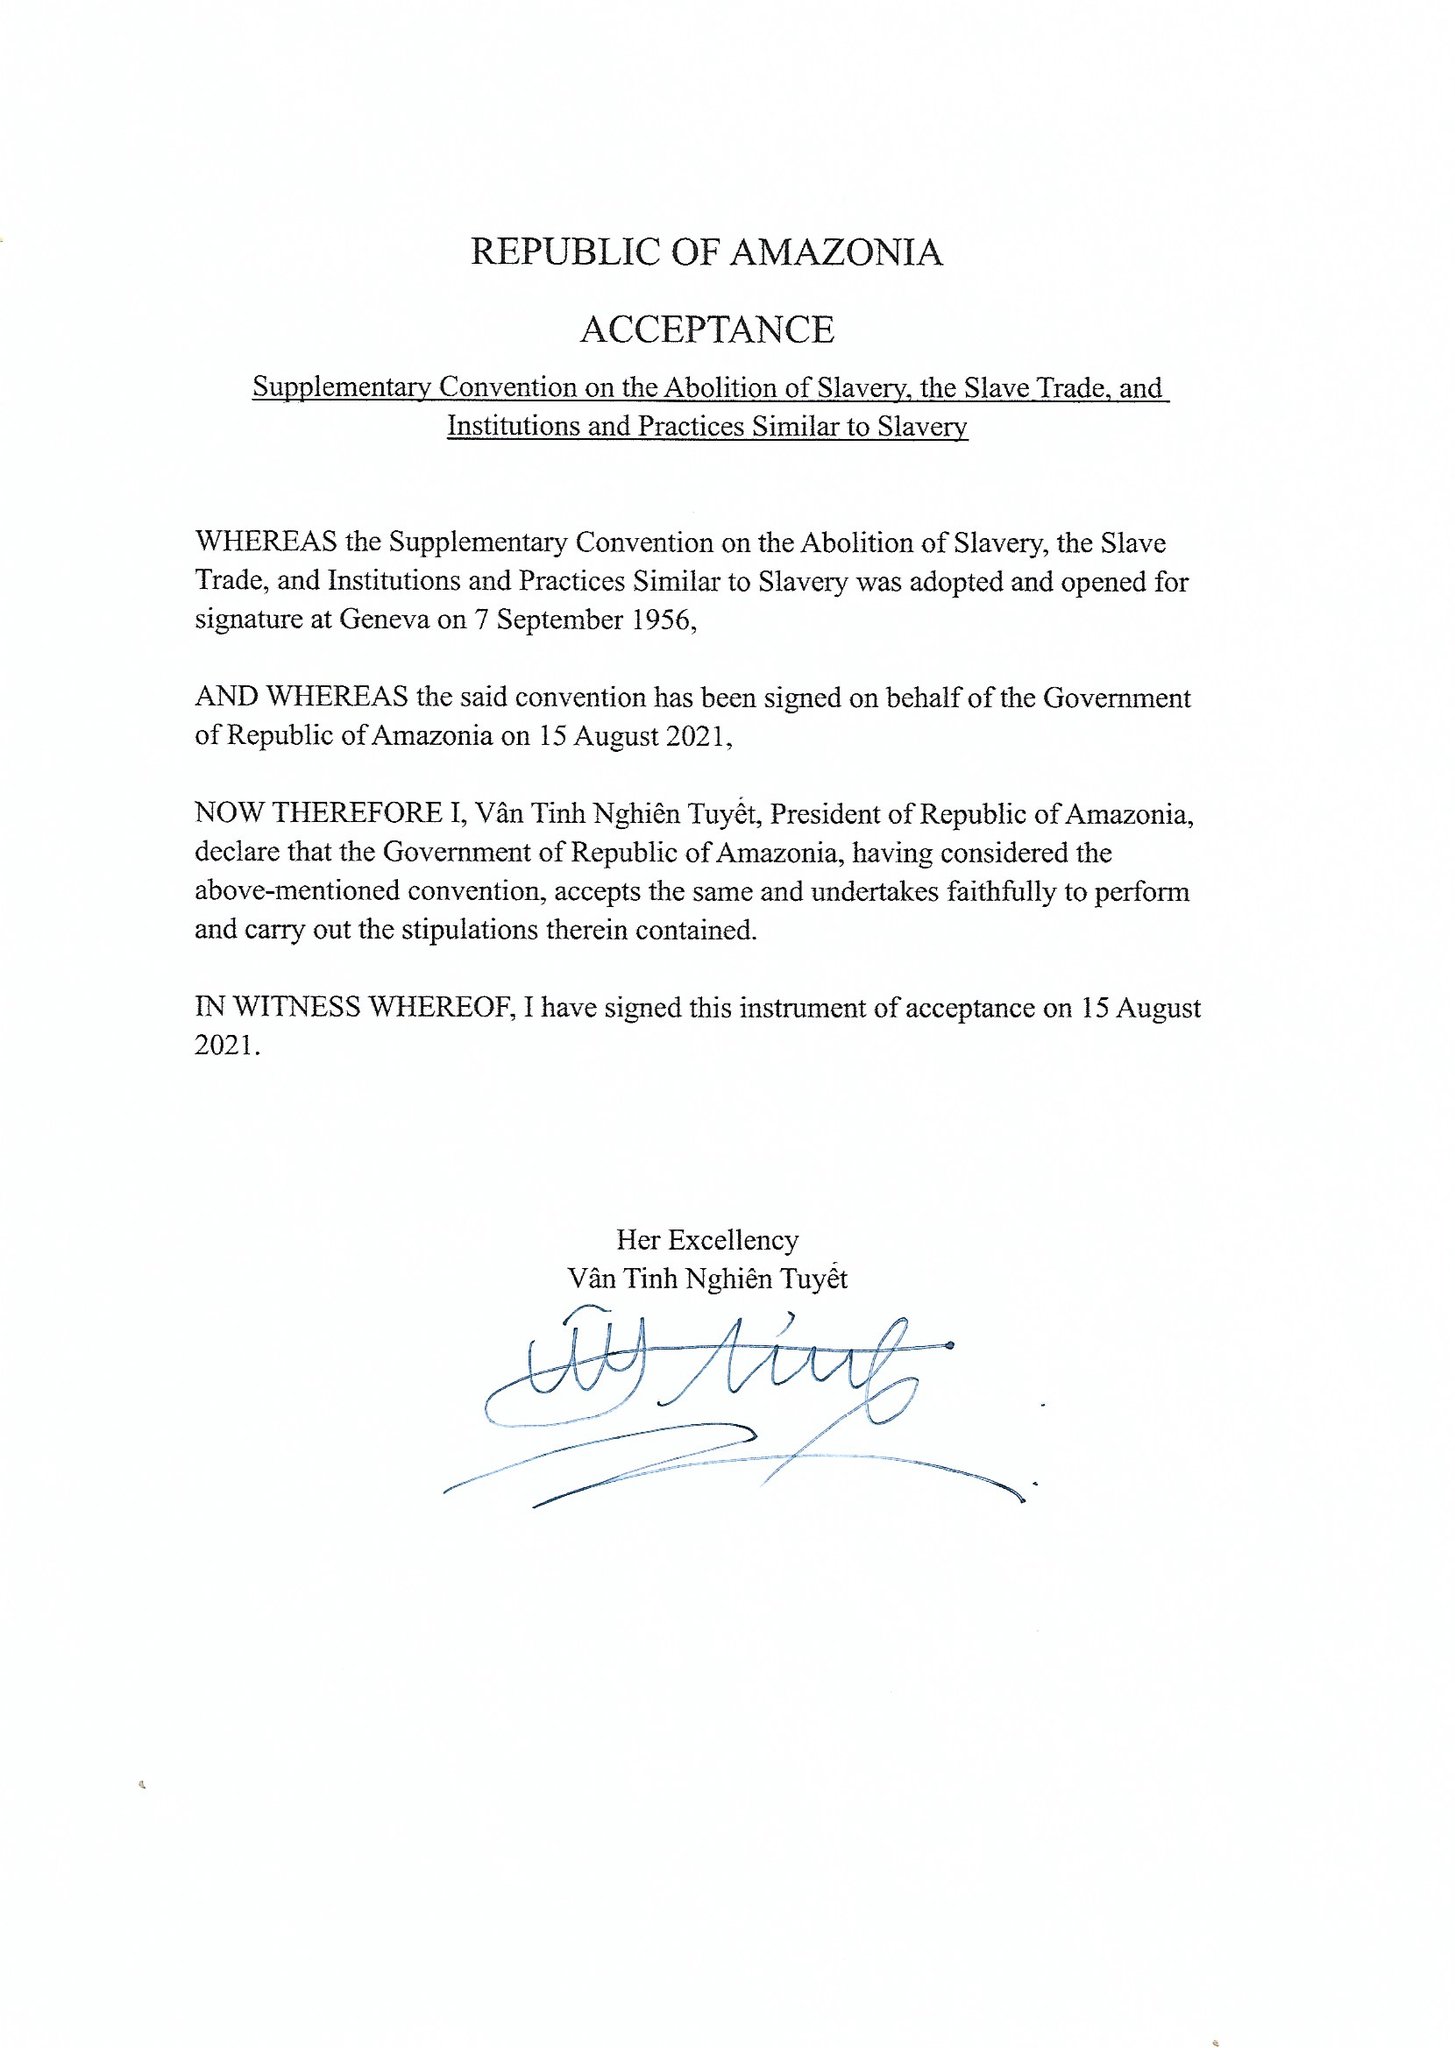 REPUBLIC OF AMAZONIA
ACCEPTANCE
Supplementary Convention on the Abolition of Slavery, the Slave Trade, and
Institutions and Practices Similar to Slavery
WHEREAS the Supplementary Convention on the Abolition of Slavery, the Slave
Trade, and Institutions and Practices Similar to Slavery was adopted and opened for
signature at Geneva on 7 September 1956,
AND WHEREAS the said convention has been signed on behalf of the Government
of Republic of Amazonia on 15 August 2021,
NOW THEREFORE I, Vân Tinh Nghiên Tuyết, President of Republic of Amazonia,
declare that the Government of Republic of Amazonia, having considered the
above-mentioned convention, accepts the same and undertakes faithfully to perform
and carry out the stipulations therein contained.
IN WITNESS WHEREOF, I have signed this instrument of acceptance on 15 August
2021.
Her Excellency
Vân Tinh Nghiên Tuyết